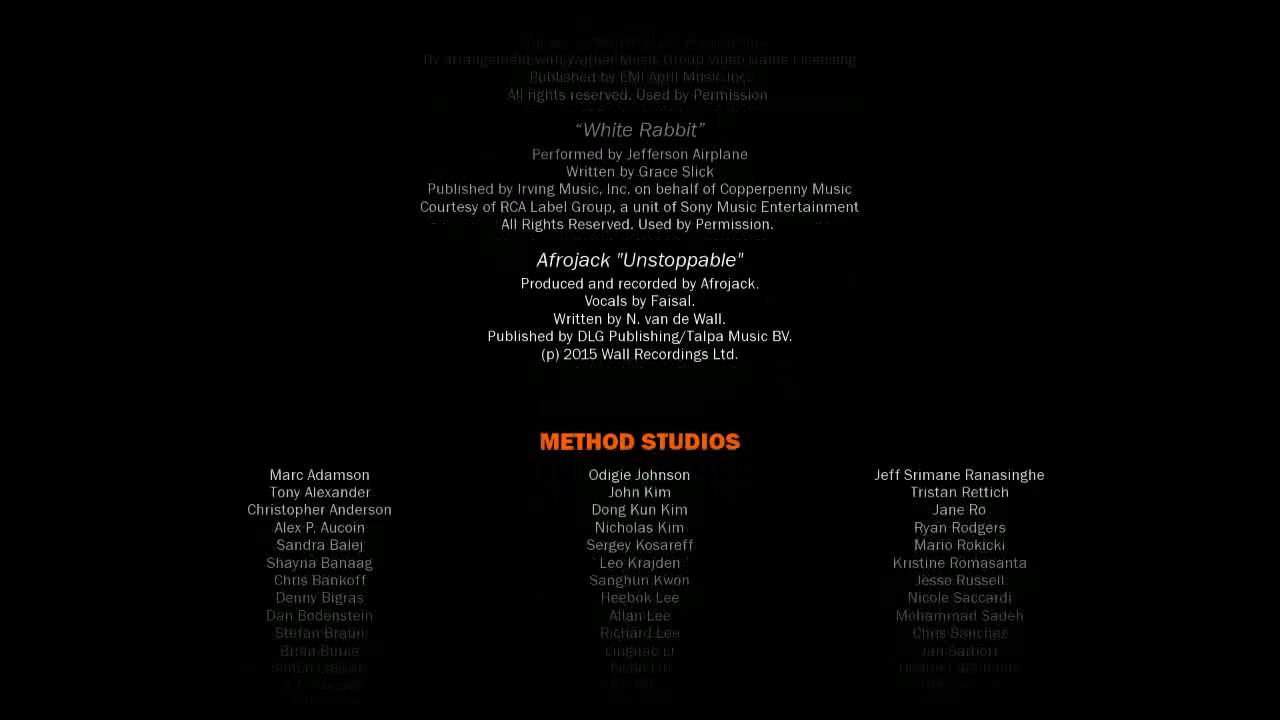 By arrangement with Warner Music Group Video Game Licensing
Published by EMI April Music Inc.
All rights reserved. Used by Permission
“White Rabbit”
Performed by Jefferson Airplane
Written by Grace Slick
Published by Irving Music, Inc. on behalf of Copperpenny Music
Courtesy of RCA Label Group, a unit of Sony Music Entertainment
All Rights Reserved. Used by Permission.
Afrojack "Unstoppable"
Produced and recorded by Afrojack.
Vocals by Faisal.
Written by N. van de Wall.
Published by DLG Publishing/Talpa Music BV.
(p) 2015 Wall Recordings Ltd.
METHOD STUDIOS
Marc Adamson Odigie Johnson Jeff Srimane Ranasinghe
Tony Alexander John Kim Tristan Rettich
Christopher Anderson Dong Kun Kim Jane Ro
Alex P. Aucoin Nicholas Kim Ryan Rodgers
Sandra Balej Sergey Kosareff Mario Rokicki
Shayna Banaag Leo Krajden Kristine Romasanta
Chris Bankoff Sanghun Kwon Jesse Russell
Denny Bigras Heebok Lee Nicole Saccardi
Dan Bodenstein Allan Lee Mohammad Sadeh
Stefan Braun Richard Lee Chris Sanchez
Brian Jan